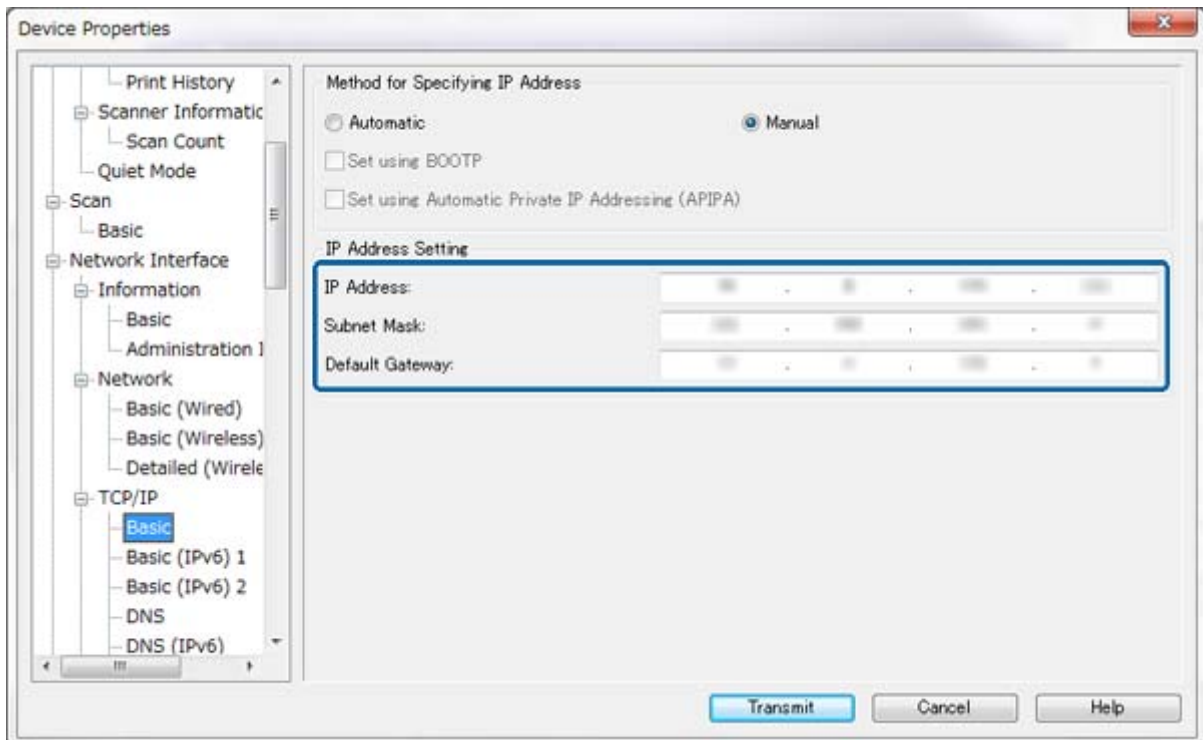 Device Properties
Print History
Scanner Informatic
Scan Count
Quiet Mode
Scan
Basic
Network Interface
Information
Basic
Administration I
Network
Basic (Wired)
Basic (Wireless)
Detailed (Wirele
TCP/IP
Basic
Basic (IPv6) 1
Basic (IPv6) 2
DNS
DNS (IPv6)
Method for Specifying IP Address
Automatic
Manual
Set using BOOTP
Set using Automatic Private IP Addressing (APIPA)
IP Address Setting
IP Address:
Subnet Mask:
Default Gateway:
Transmit
Cancel
Help